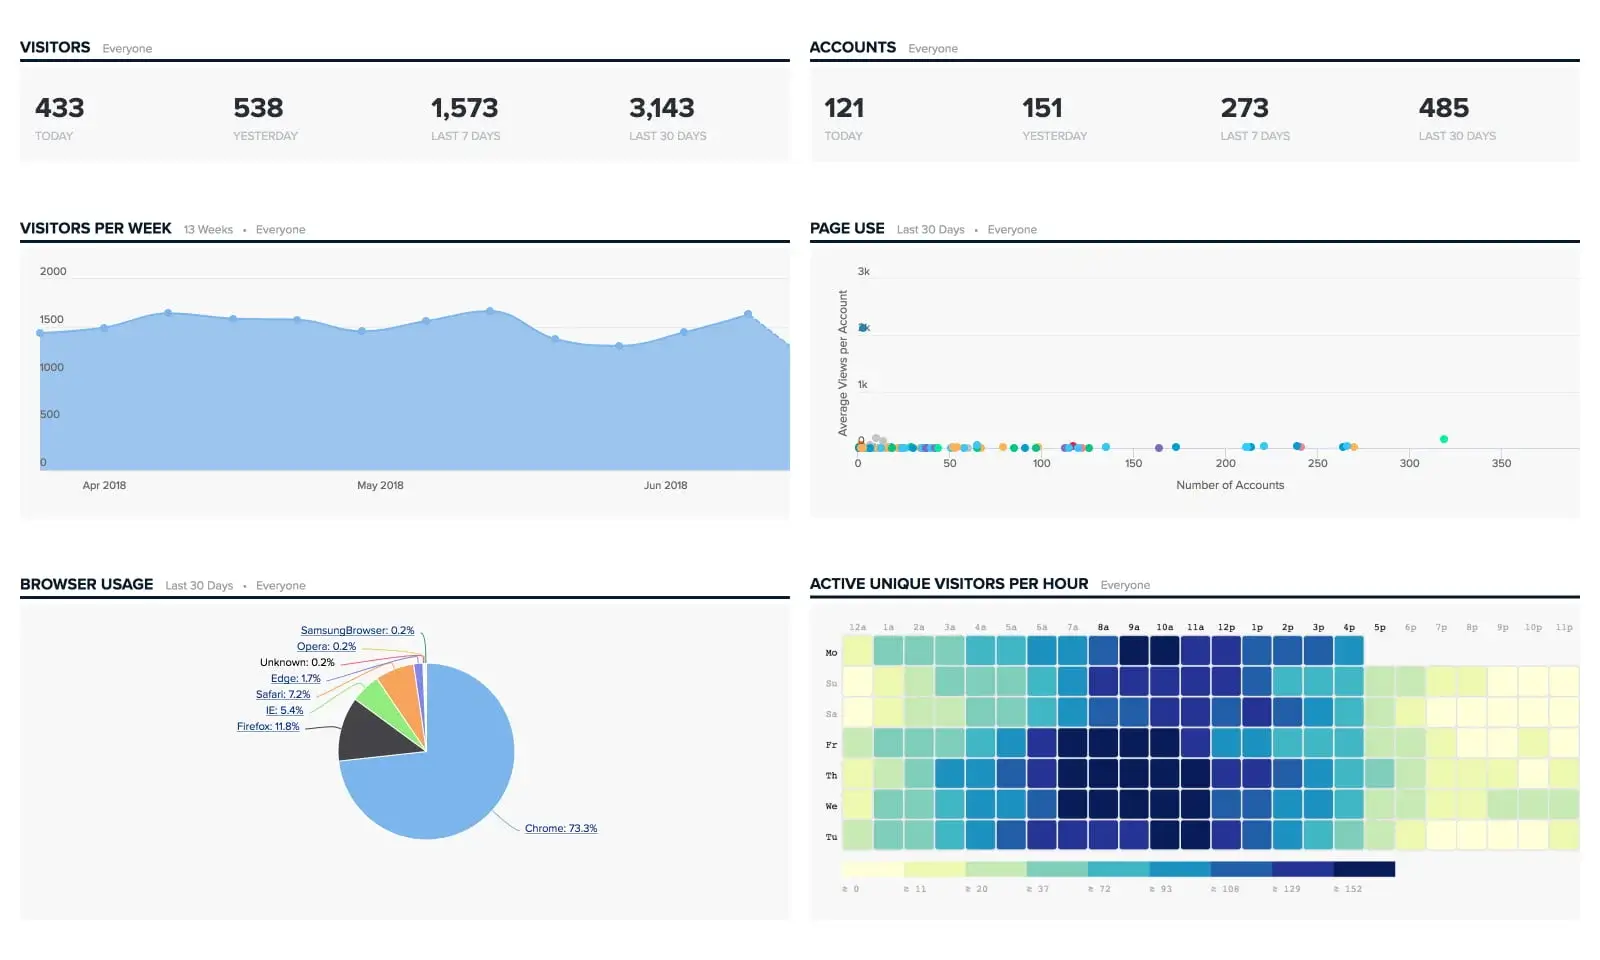 VISITORS Everyone
433 538 1,573 3,143
TODAY YESTERDAY LAST 7 DAYS LAST 30 DAYS
ACCOUNTS Everyone
121 151 273 485
TODAY YESTERDAY LAST 7 DAYS LAST 30 DAYS
VISITORS PER WEEK 13 Weeks • Everyone
2000
1500
1000
500
0
Apr 2018 May 2018 Jun 2018
PAGE USE Last 30 Days • Everyone
Average Views per Account
3k
2k
1k
0
0 50 100 150 200 250 300 350
Number of Accounts
BROWSER USAGE Last 30 Days • Everyone
SamsungBrowser: 0.2%
Opera: 0.2%
Unknown: 0.2%
Edge: 1.7%
Safari: 7.2%
IE: 5.4%
Firefox: 11.8%
Chrome: 73.3%
ACTIVE UNIQUE VISITORS PER HOUR Everyone
12a 1a 2a 3a 4a 5a 6a 7a 8a 9a 10a 11a 12p 1p 2p 3p 4p 5p 6p 7p 8p 9p 10p 11p
Mo
Su
Sa
Fr
Th
We
Tu
≥ 0 ≥ 11 ≥ 20 ≥ 37 ≥ 72 ≥ 93 ≥ 108 ≥ 129 ≥ 152